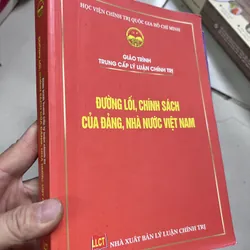 HỌC VIỆN CHÍNH TRỊ QUỐC GIA HỒ CHÍ MINH
GIÁO TRÌNH
TRUNG CẤP LÝ LUẬN CHÍNH TRỊ
ĐƯỜNG LỐI, CHÍNH SÁCH
CỦA ĐẢNG, NHÀ NƯỚC VIỆT NAM
LLCT
NHÀ XUẤT BẢN LÝ LUẬN CHÍNH TRỊ